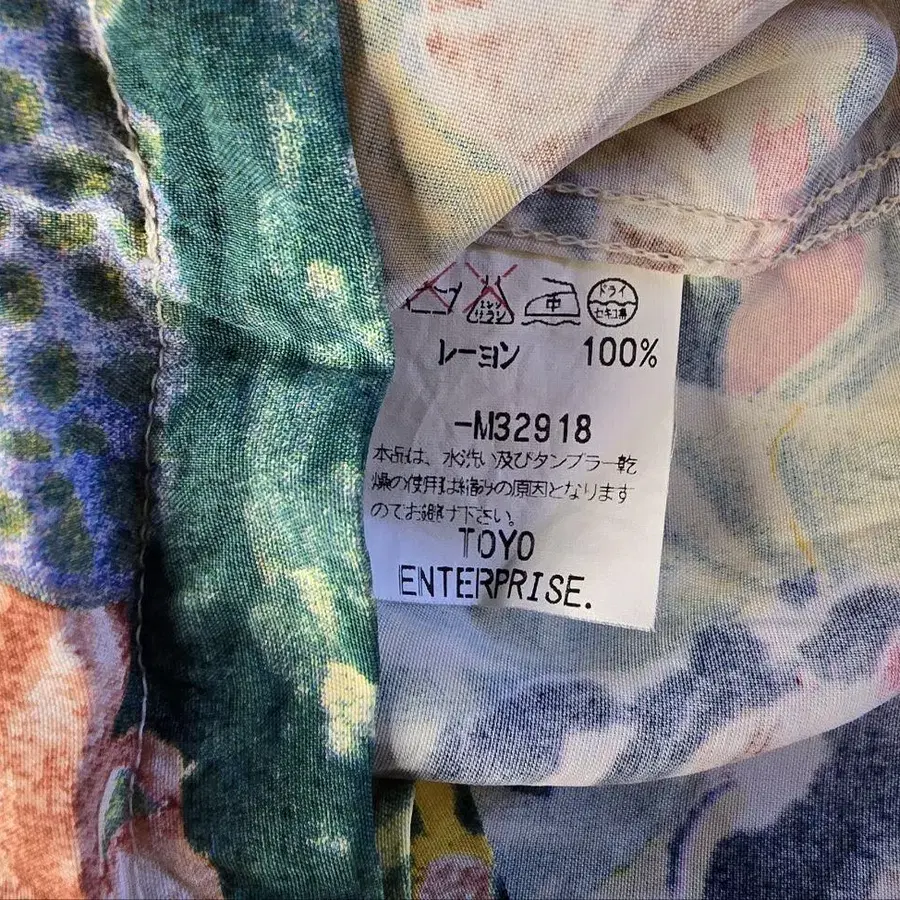 エンソ
サラシ
中
ドライ
セキユ系
レーヨン 100%
-M32918
本品は、水洗い及びタンブラー乾
燥の使用は縮みの原因となります
のでお避け下さい。
TOYO
ENTERPRISE.